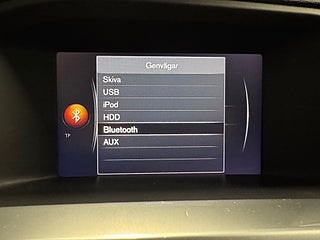 Genvägar
Skiva
USB
iPod
HDD
Bluetooth
TP
AUX